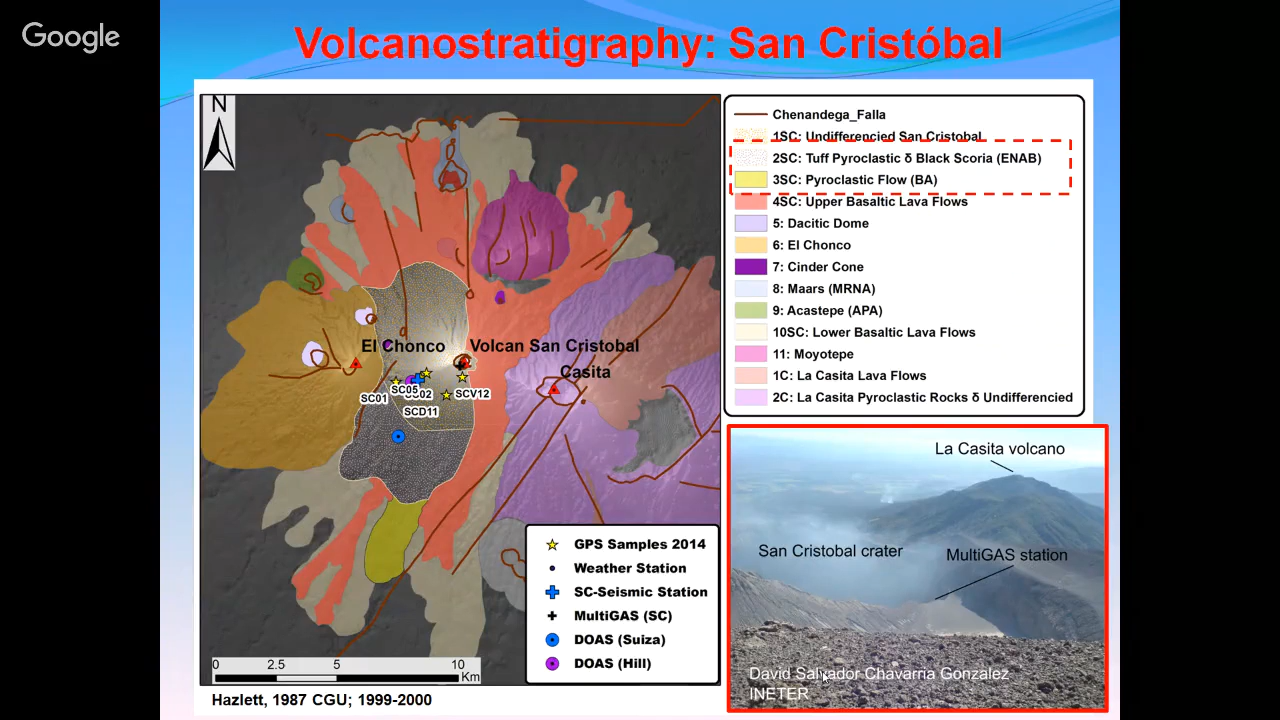 Google
Volcanostratigraphy: San Cristóbal
N
El Chonco
Volcan San Cristobal
Casita
SC01
SC05
SCD11
SCV12
0 2.5 5 10
Km
Hazlett, 1987 CGU; 1999-2000
GPS Samples 2014
Weather Station
SC-Seismic Station
MultiGAS (SC)
DOAS (Suiza)
DOAS (Hill)
Chenandega_Falla
1SC: Undifferencied San Cristobal
2SC: Tuff Pyroclastic δ Black Scoria (ENAB)
3SC: Pyroclastic Flow (BA)
4SC: Upper Basaltic Lava Flows
5: Dacitic Dome
6: El Chonco
7: Cinder Cone
8: Maars (MRNA)
9: Acastepe (APA)
10SC: Lower Basaltic Lava Flows
11: Moyotepe
1C: La Casita Lava Flows
2C: La Casita Pyroclastic Rocks δ Undifferencied
La Casita volcano
San Cristobal crater
MultiGAS station
David Salvador Chavarria Gonzalez
INETER